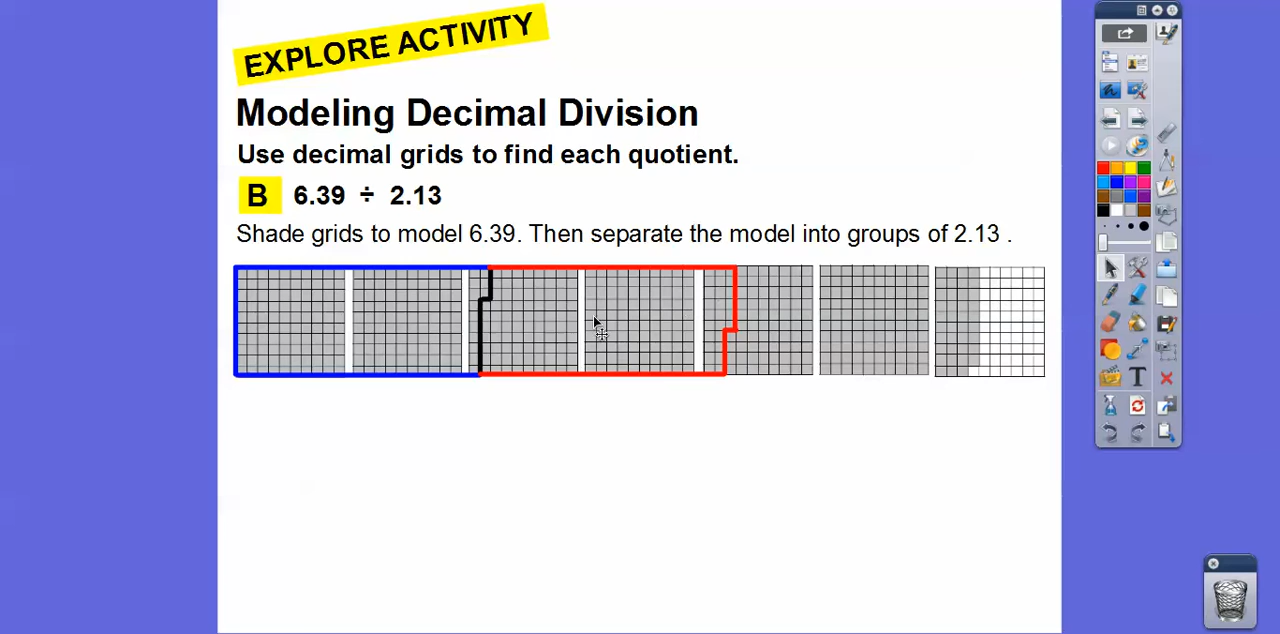 EXPLORE ACTIVITY
Modeling Decimal Division
Use decimal grids to find each quotient.
B 6.39 ÷ 2.13
Shade grids to model 6.39. Then separate the model into groups of 2.13 .
T